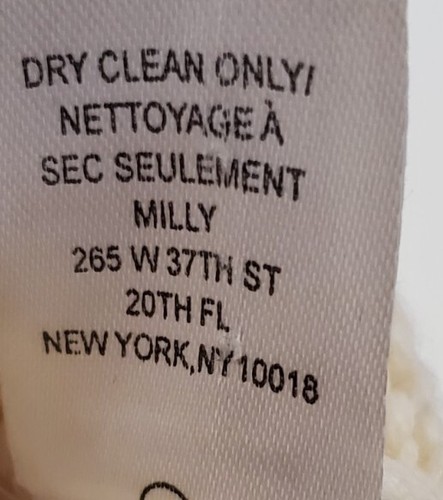 DRY CLEAN ONLY/
NETTOYAGE À
SEC SEULEMENT
MILLY
265 W 37TH ST
20TH FL
NEW YORK,NY10018